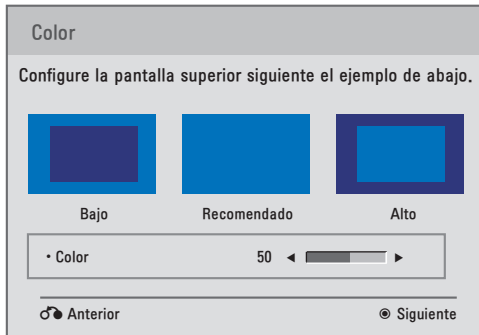 Color
Configure la pantalla superior siguiente el ejemplo de abajo.
Bajo
Recomendado
Alto
• Color 50 ◄ ►
Anterior
Siguiente